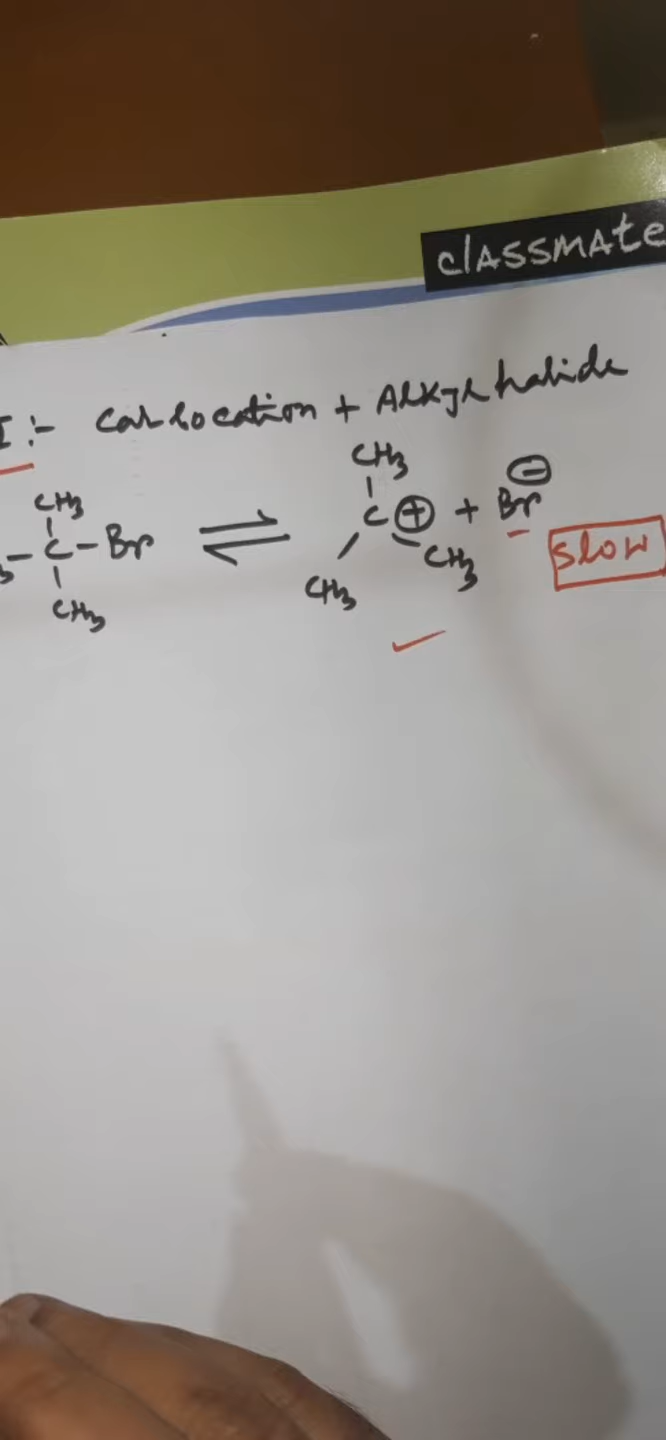 classmate
I :- Carbocation + Alkyl halide
CH3
CH3
C - Br ⇌ C ⊕ + Br ⊖
slow
CH3
CH3
CH3